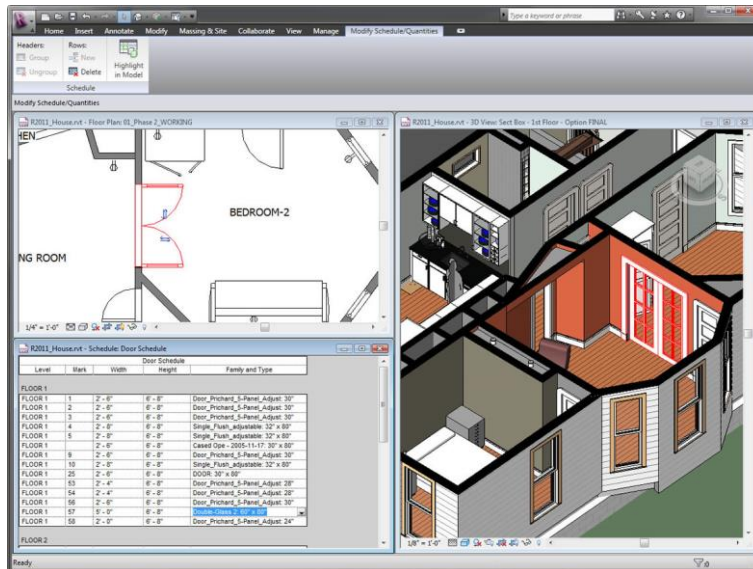 Type a keyword or phrase
Home Insert Annotate Modify Massing & Site Collaborate View Manage Modify Schedule/Quantities
Headers: Rows:
Group New Highlight in Model
Ungroup Delete
Schedule
Modify Schedule/Quantities
R2011_House.rvt - Floor Plan: 01_Phase 2_WORKING
HEN
BEDROOM-2
NG ROOM
1/4" = 1'-0"
R2011_House.rvt - 3D View: Sect Box - 1st Floor - Option FINAL
1/8" = 1'-0"
R2011_House.rvt - Schedule: Door Schedule
Door Schedule
Level Mark Width Height Family and Type
FLOOR 1
FLOOR 1 1 2' - 6" 6' - 8" Door_Prichard_5-Panel_Adjust: 30"
FLOOR 1 2 2' - 6" 6' - 8" Door_Prichard_5-Panel_Adjust: 30"
FLOOR 1 3 2' - 6" 6' - 8" Door_Prichard_5-Panel_Adjust: 30"
FLOOR 1 4 2' - 8" 6' - 8" Single_Flush_adjustable: 32" x 80"
FLOOR 1 5 2' - 8" 6' - 8" Single_Flush_adjustable: 32" x 80"
FLOOR 1 2' - 6" 6' - 8" Cased Ope - 2005-11-17: 30" x 80"
FLOOR 1 9 2' - 6" 6' - 8" Door_Prichard_5-Panel_Adjust: 30"
FLOOR 1 10 2' - 8" 6' - 8" Single_Flush_adjustable: 32" x 80"
FLOOR 1 25 2' - 6" 6' - 8" DOOR: 30" x 80"
FLOOR 1 53 2' - 4" 6' - 8" Door_Prichard_5-Panel_Adjust: 28"
FLOOR 1 54 2' - 4" 6' - 8" Door_Prichard_5-Panel_Adjust: 28"
FLOOR 1 56 2' - 6" 6' - 8" Door_Prichard_5-Panel_Adjust: 30"
FLOOR 1 57 5' - 0" 6' - 8" Double-Glass 2: 60" x 80"
FLOOR 1 58 2' - 0" 6' - 8" Door_Prichard_5-Panel_Adjust: 24"
FLOOR 2
Ready
:0